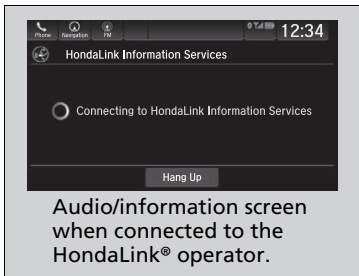 Phone Navigation FM 12:34
HondaLink Information Services
Connecting to HondaLink Information Services
Hang Up
Audio/information screen
when connected to the
HondaLink® operator.